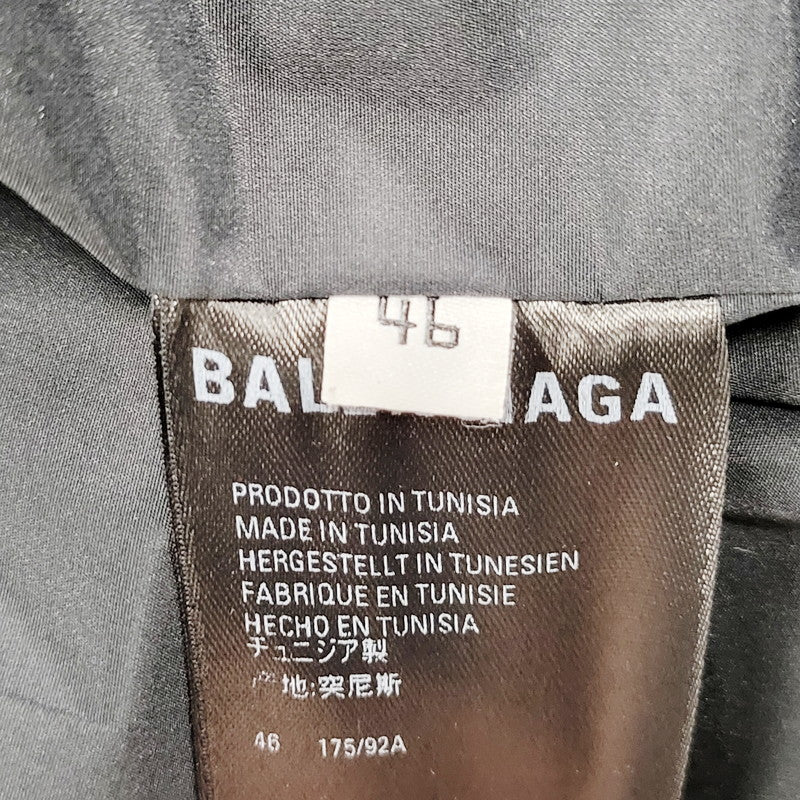 46
BAL AGA
PRODOTTO IN TUNISIA
MADE IN TUNISIA
HERGESTELLT IN TUNESIEN
FABRIQUE EN TUNISIE
HECHO EN TUNISIA
チュニジア製
产地:突尼斯
46 175/92A